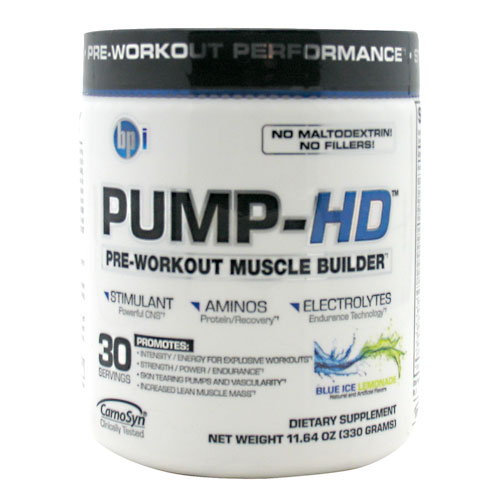 PRE-WORKOUT PERFORMANCE™
bpi
NO MALTODEXTRIN!
NO FILLERS!
PUMP-HD™
PRE-WORKOUT MUSCLE BUILDER
STIMULANT
Powerful CNS
AMINOS
Protein/Recovery
ELECTROLYTES
Endurance Technology
30
SERVINGS
PROMOTES:
• INTENSITY / ENERGY FOR EXPLOSIVE WORKOUTS
• STRENGTH / POWER / ENDURANCE
• SKIN TEARING PUMPS AND VASCULARITY
• INCREASED LEAN MUSCLE MASS
BLUE ICE LEMONADE
Natural and Artificial Flavors
CarnoSyn
Clinically Tested
DIETARY SUPPLEMENT
NET WEIGHT 11.64 OZ (330 GRAMS)